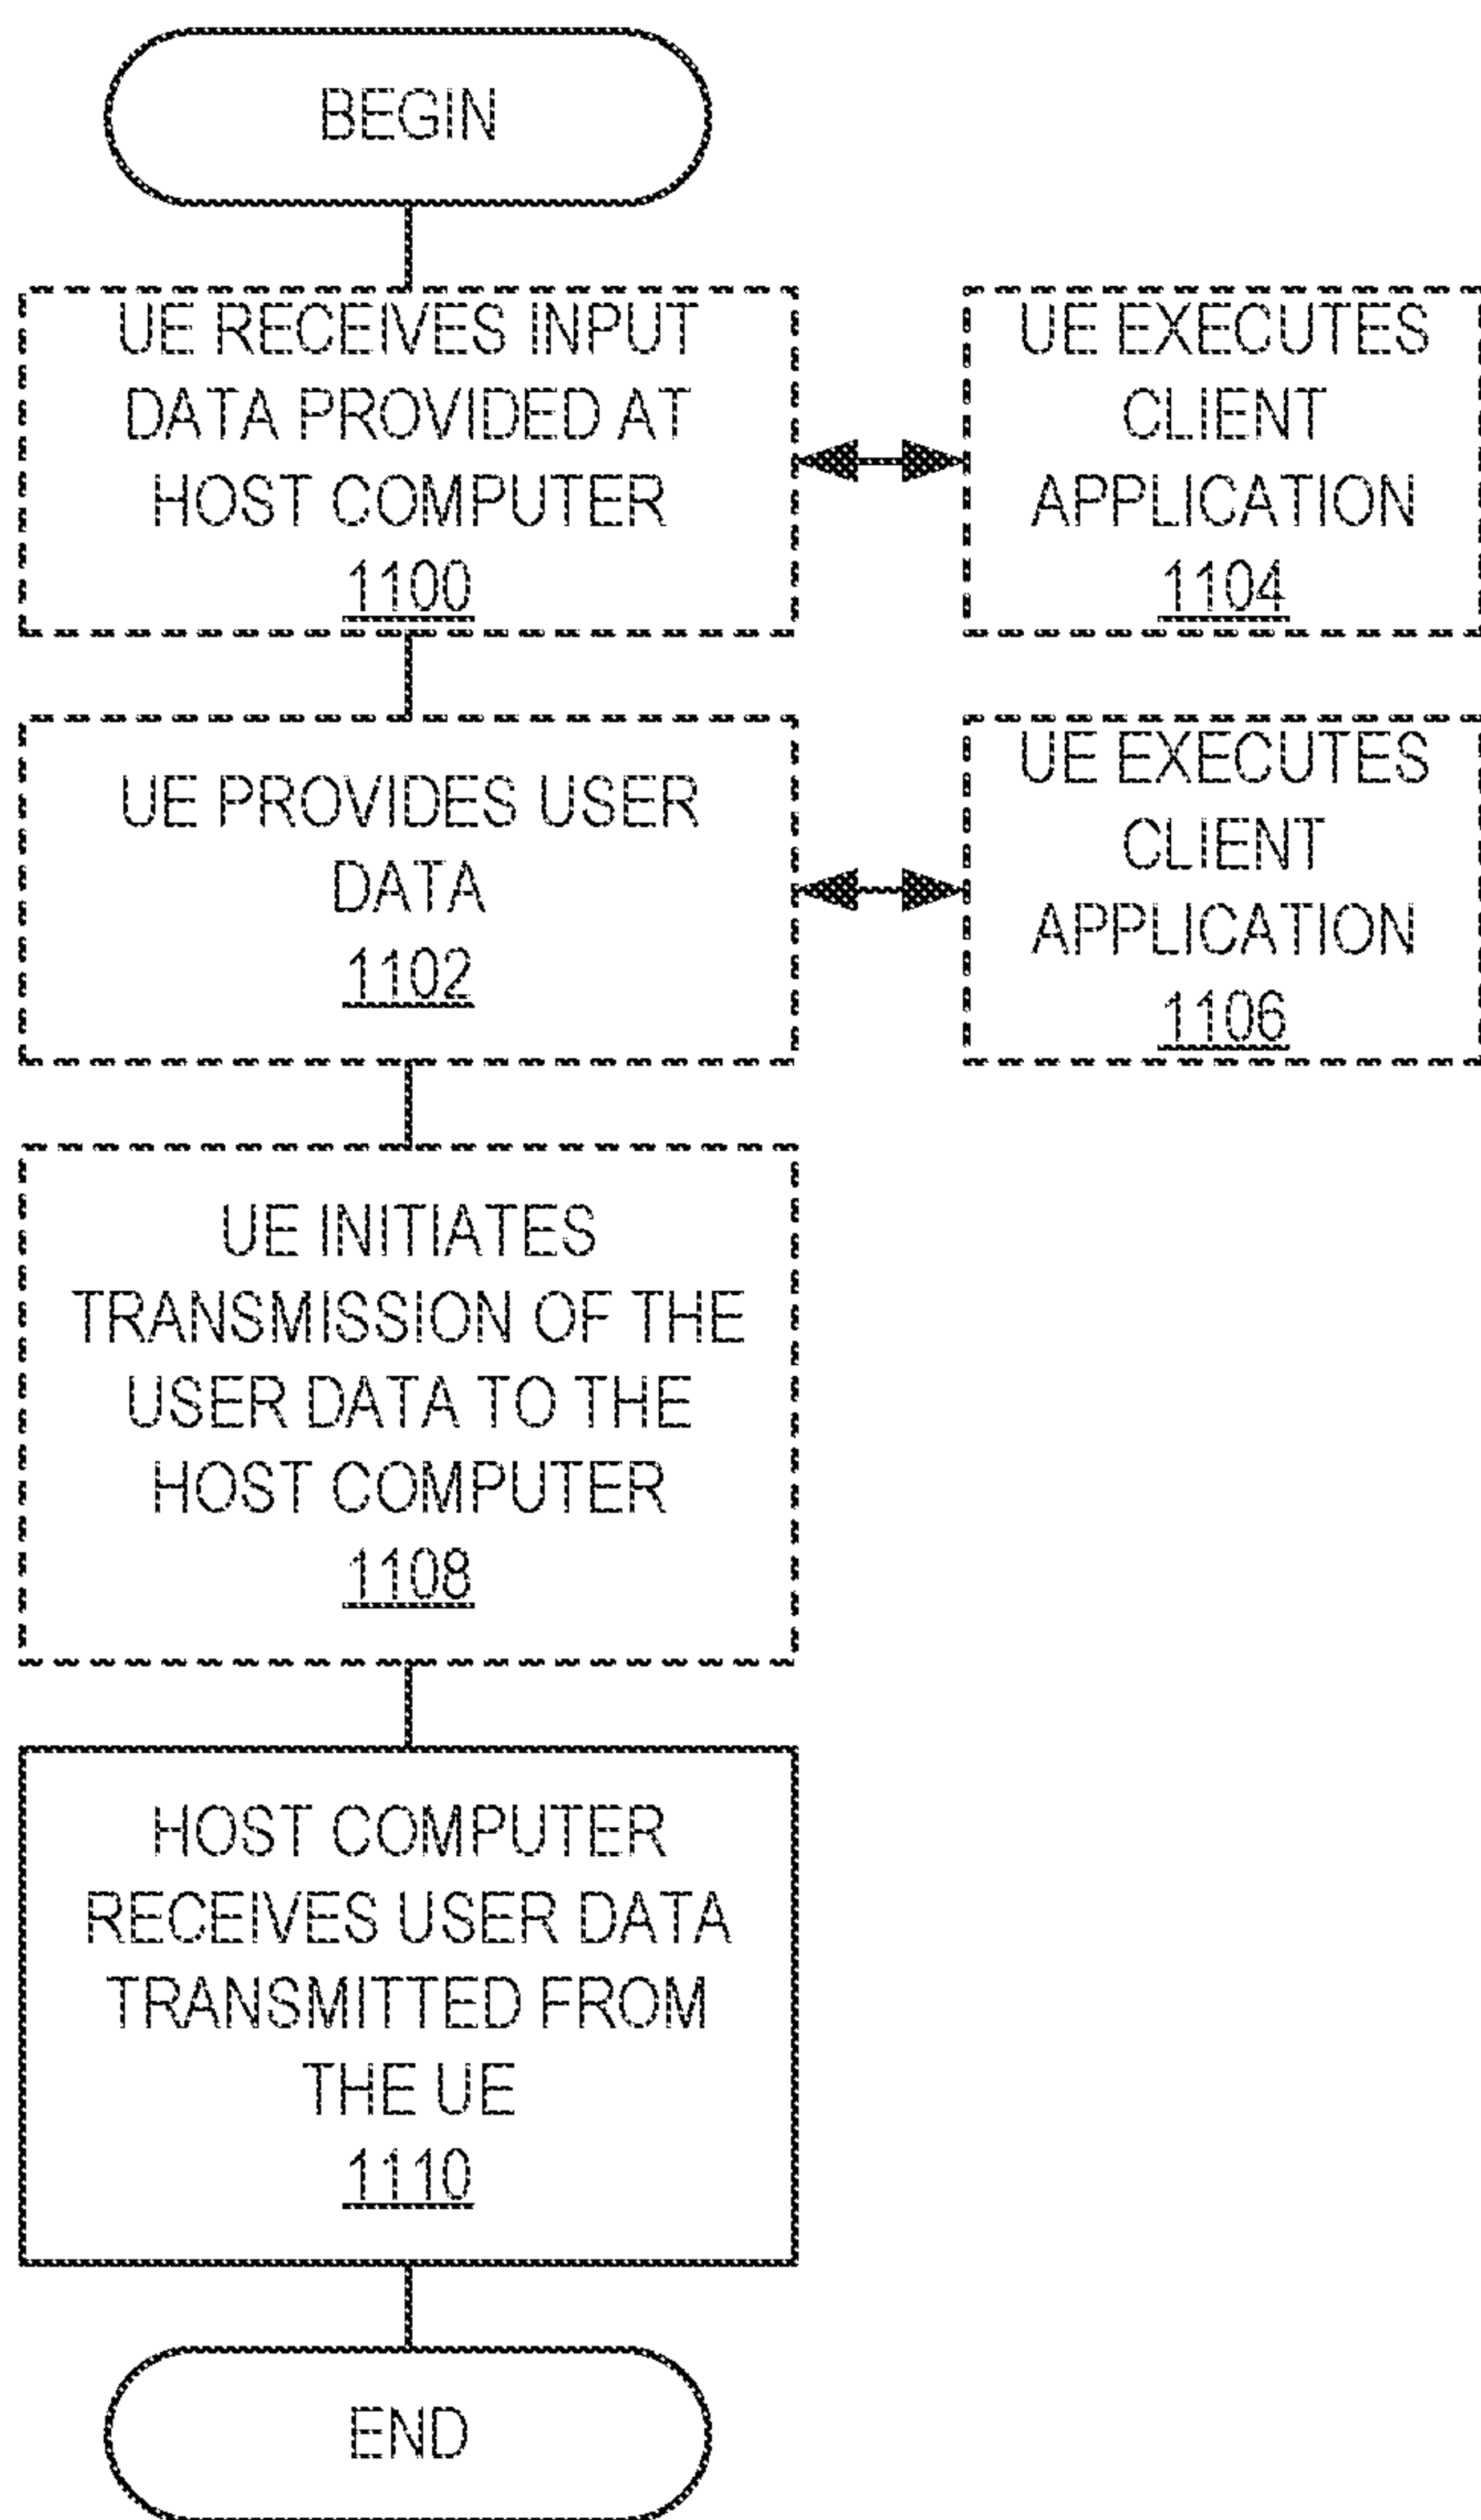 BEGIN
UE RECEIVES INPUT
DATA PROVIDED AT
HOST COMPUTER
1100
UE EXECUTES
CLIENT
APPLICATION
1104
UE PROVIDES USER
DATA
1102
UE EXECUTES
CLIENT
APPLICATION
1106
UE INITIATES
TRANSMISSION OF THE
USER DATA TO THE
HOST COMPUTER
1108
HOST COMPUTER
RECEIVES USER DATA
TRANSMITTED FROM
THE UE
1110
END